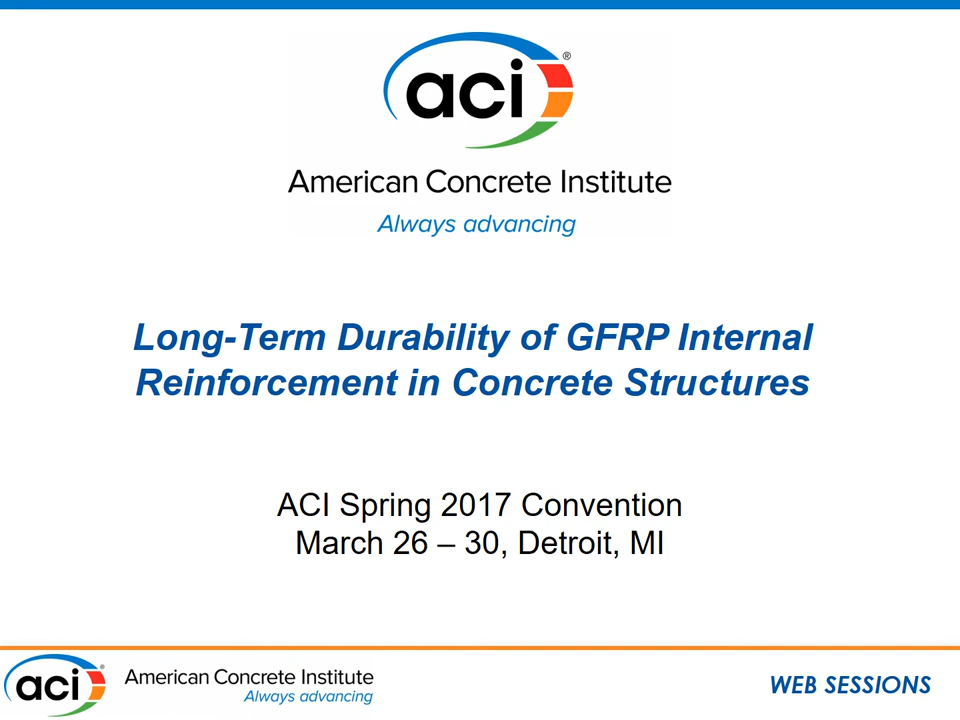 aci®
American Concrete Institute
Always advancing
Long-Term Durability of GFRP Internal
Reinforcement in Concrete Structures
ACI Spring 2017 Convention
March 26 – 30, Detroit, MI
aci®
American Concrete Institute
Always advancing
WEB SESSIONS